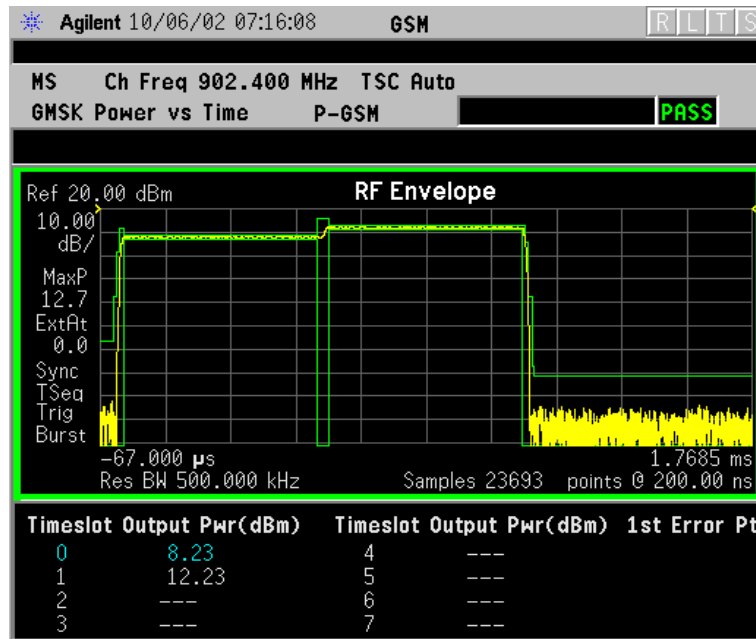 Agilent 10/06/02 07:16:08 GSM R L T S
MS Ch Freq 902.400 MHz TSC Auto
GMSK Power vs Time P-GSM PASS
Ref 20.00 dBm RF Envelope
10.00
dB/
MaxP
12.7
ExtAt
0.0
Sync
TSeq
Trig
Burst
-67.000 µs 1.7685 ms
Res BW 500.000 kHz Samples 23693 points @ 200.00 ns
Timeslot Output Pwr(dBm) Timeslot Output Pwr(dBm) 1st Error Pt
0 8.23 4 ---
1 12.23 5 ---
2 --- 6 ---
3 --- 7 ---